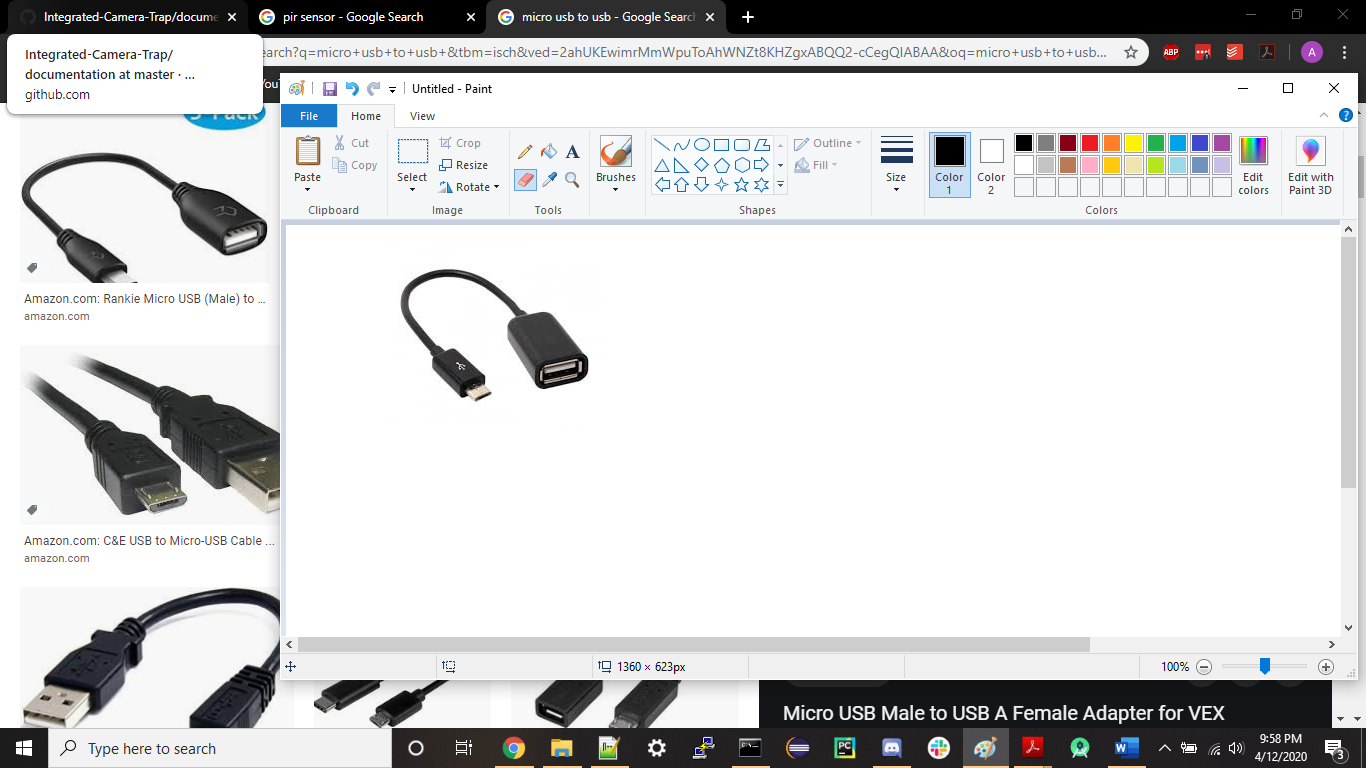 Integrated-Camera-Trap/docume
pir sensor - Google Search
micro usb to usb - Google Search
Integrated-Camera-Trap/
documentation at master · ...
github.com
earch?q=micro+usb+to+usb+&tbm=isch&ved=2ahUKEwimrMmWpuToAhWNZt8KHZgxABQQ2-cCegQIABAA&oq=micro+usb+to+usb...
ABP
A
Untitled - Paint
File
Home
View
Cut
Copy
Paste
Clipboard
Crop
Resize
Rotate
Select
Image
Tools
Brushes
Shapes
Outline
Fill
Size
Color
1
Color
2
Edit
colors
Colors
Edit with
Paint 3D
Amazon.com: Rankie Micro USB (Male) to ...
amazon.com
Amazon.com: C&E USB to Micro-USB Cable ...
amazon.com
1360 × 623px
100%
Micro USB Male to USB A Female Adapter for VEX
Type here to search
9:58 PM
4/12/2020
3